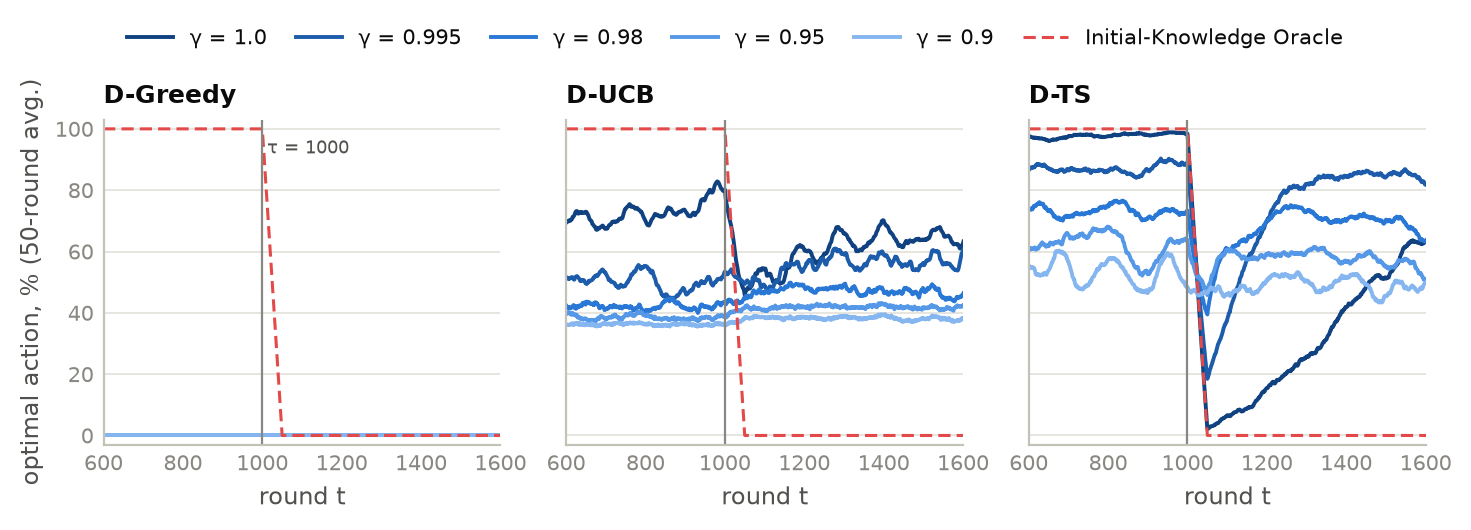 γ = 1.0 γ = 0.995 γ = 0.98 γ = 0.95 γ = 0.9 Initial-Knowledge Oracle
D-Greedy D-UCB D-TS
optimal action, % (50-round avg.)
100
80
60
40
20
0
τ = 1000
600 800 1000 1200 1400 1600 600 800 1000 1200 1400 1600 600 800 1000 1200 1400 1600
round t round t round t